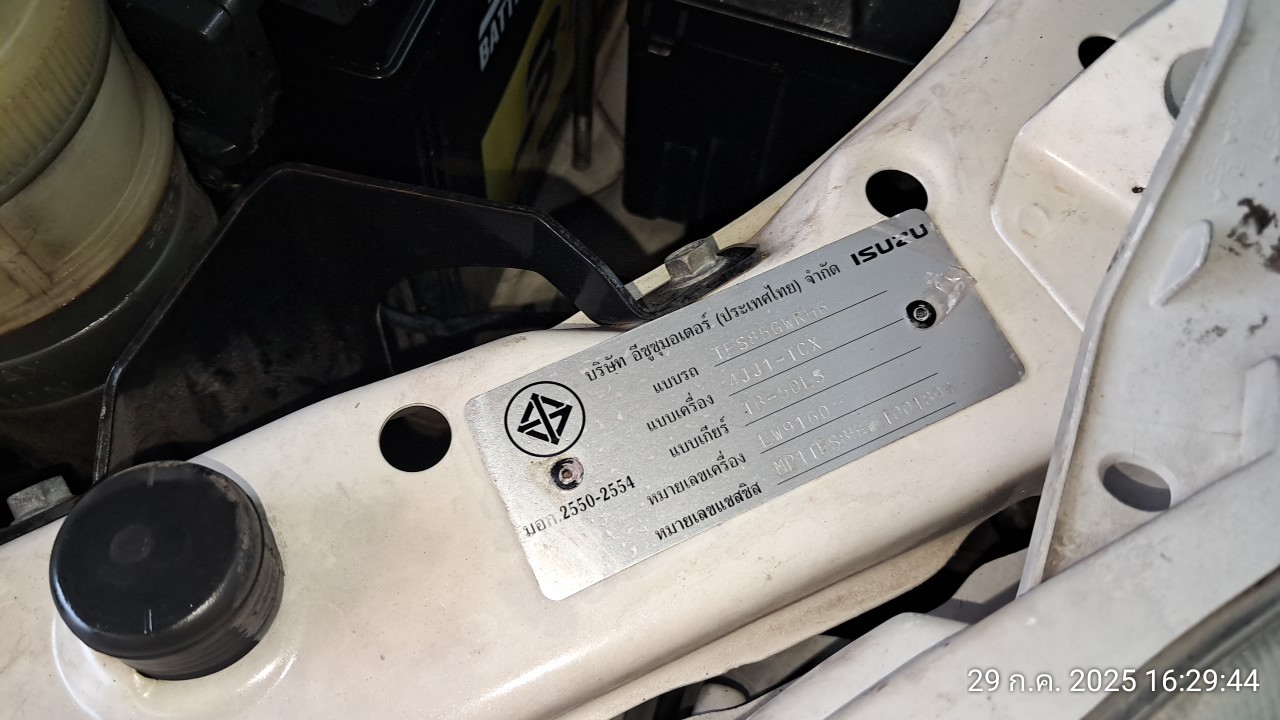 BATT
ISUZU
บริษัท อีซูซุมอเตอร์ (ประเทศไทย) จำกัด
แบบรถ
แบบเครื่อง 4JJ1-TCX
แบบเกียร์
หมายเลขเครื่อง LW9160
หมายเลขแชสซีส
มอก.2550-2554
29 ก.ค. 2025 16:29:44